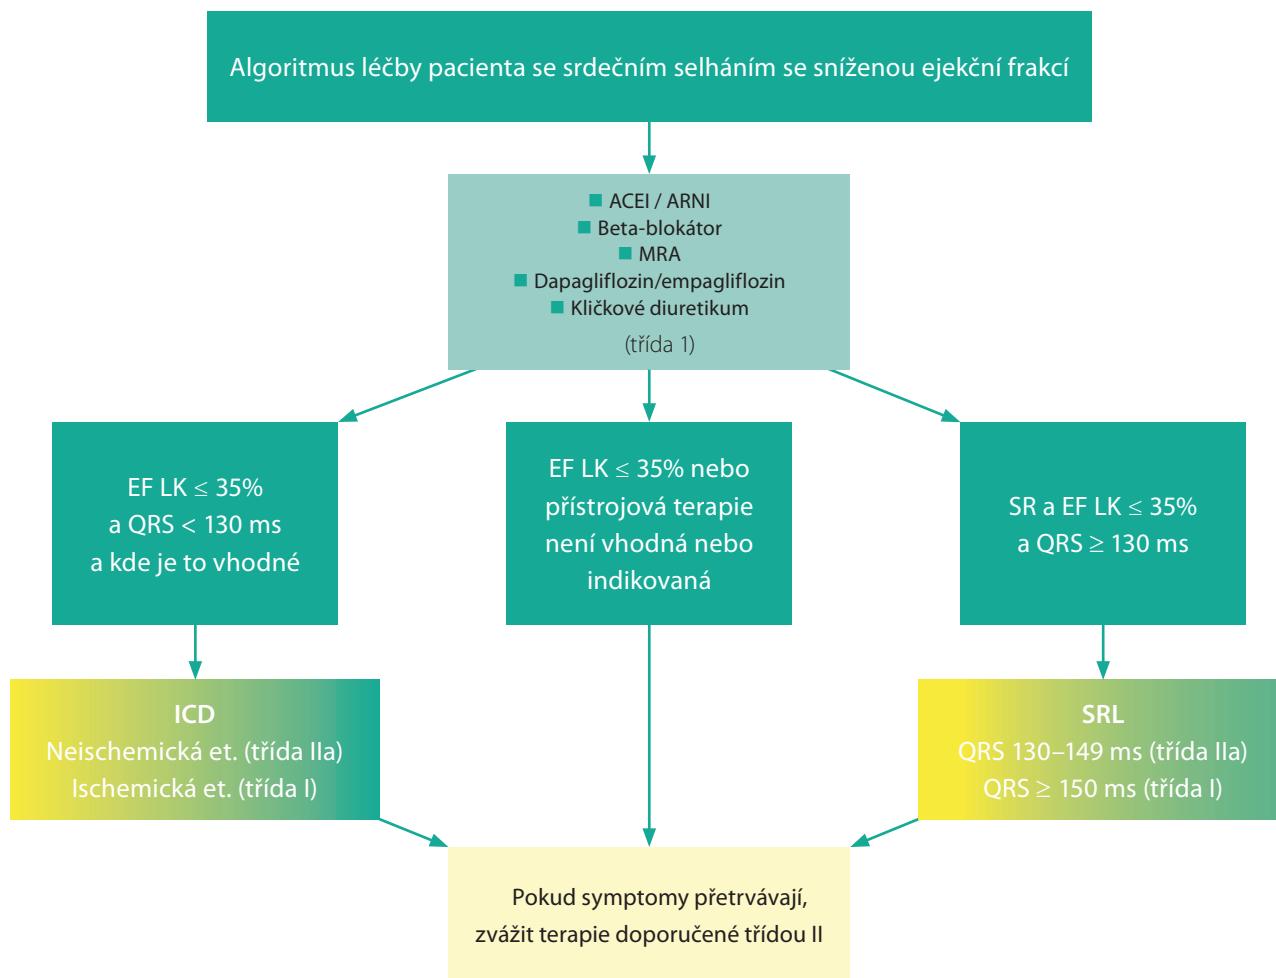 Algoritmus léčby pacienta se srdečním selháním se sníženou ejekční frakcí
■ ACEI / ARNI
■ Beta-blokátor
■ MRA
■ Dapagliflozin/empagliflozin
■ Kličkové diuretikum
(třída 1)
EF LK ≤ 35%
a QRS < 130 ms
a kde je to vhodné
EF LK ≤ 35% nebo
přístrojová terapie
není vhodná nebo
indikovaná
SR a EF LK ≤ 35%
a QRS ≥ 130 ms
ICD
Neischemická et. (třída IIa)
Ischemická et. (třída I)
SRL
QRS 130–149 ms (třída IIa)
QRS ≥ 150 ms (třída I)
Pokud symptomy přetrvávají,
zvážit terapie doporučené třídou II